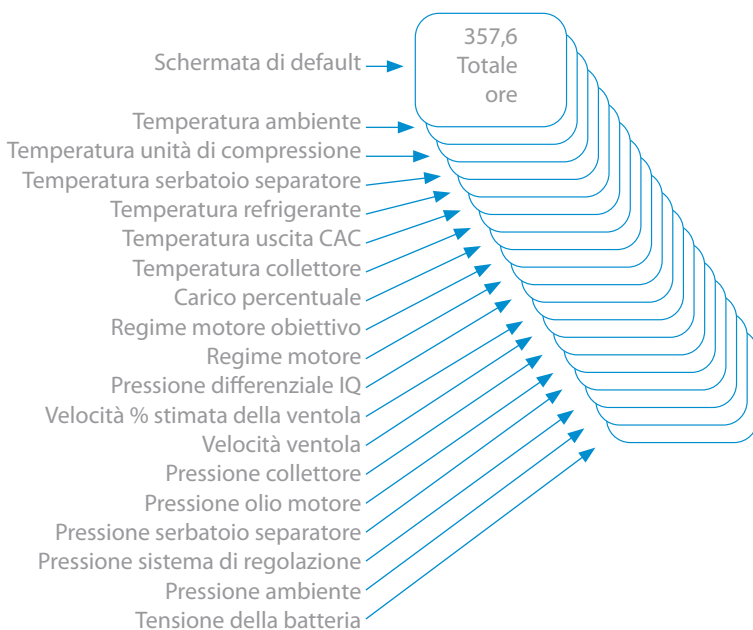 357,6
Totale
ore
Schermata di default
Temperatura ambiente
Temperatura unità di compressione
Temperatura serbatoio separatore
Temperatura refrigerante
Temperatura uscita CAC
Temperatura collettore
Carico percentuale
Regime motore obiettivo
Regime motore
Pressione differenziale IQ
Velocità % stimata della ventola
Velocità ventola
Pressione collettore
Pressione olio motore
Pressione serbatoio separatore
Pressione sistema di regolazione
Pressione ambiente
Tensione della batteria